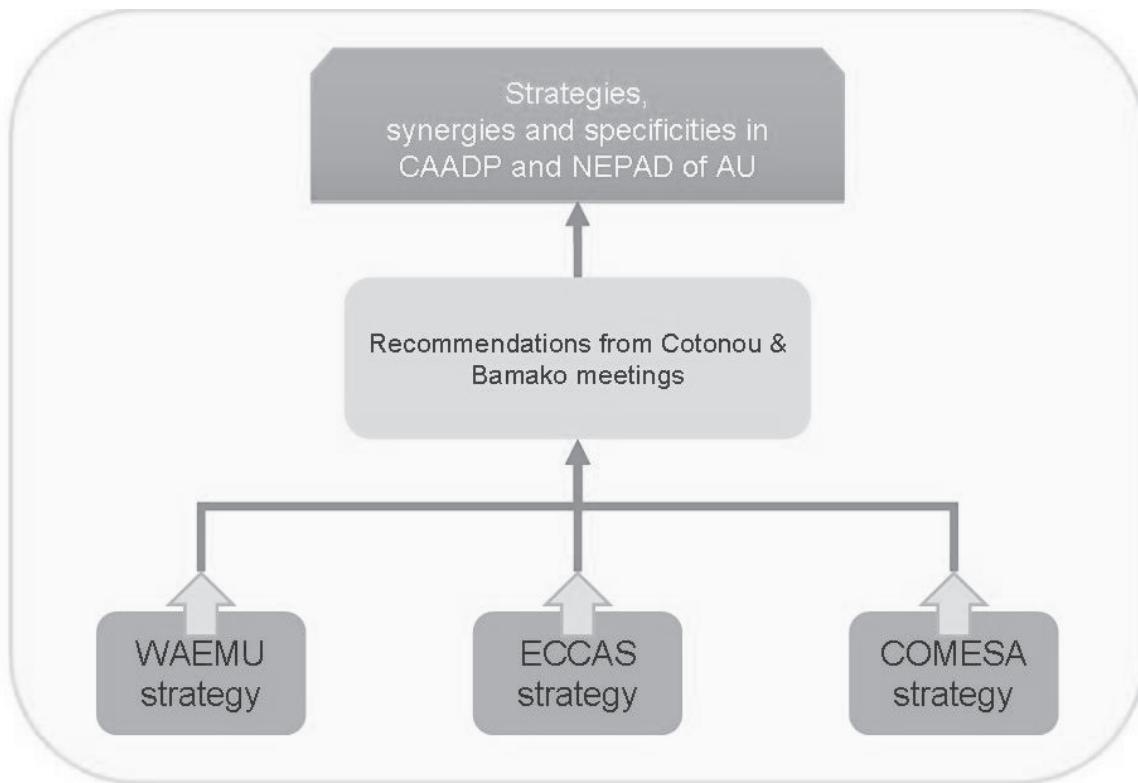 Strategies,
synergies and specificities in
CAADP and NEPAD of AU
Recommendations from Cotonou &
Bamako meetings
WAEMU
strategy
ECCAS
strategy
COMESA
strategy